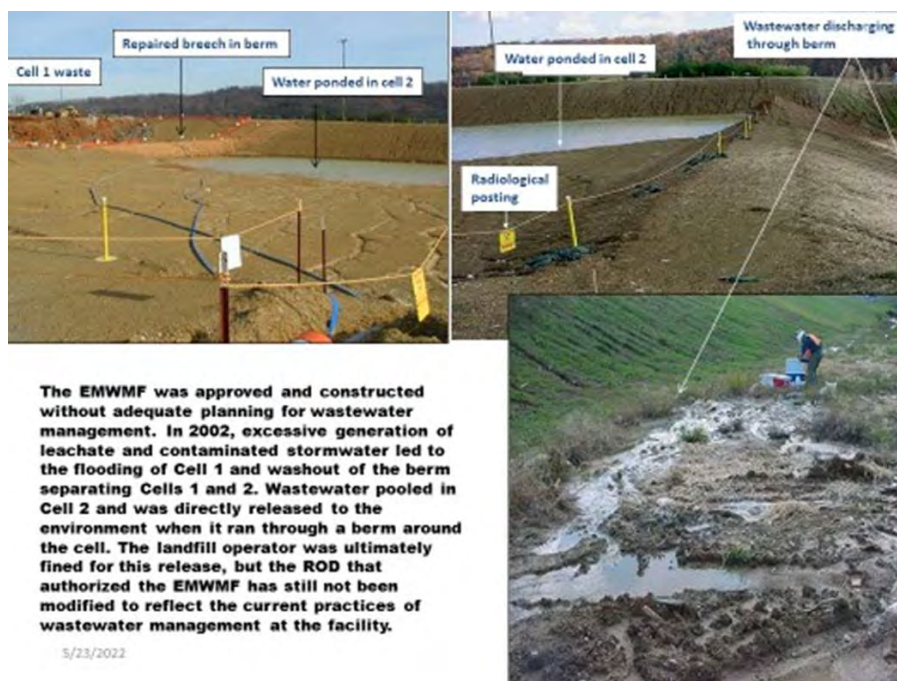 Repaired breech in berm
Cell 1 waste
Water ponded in cell 2
Wastewater discharging
through berm
Water ponded in cell 2
Radiological
posting
The EMWMF was approved and constructed
without adequate planning for wastewater
management. In 2002, excessive generation of
leachate and contaminated stormwater led to
the flooding of Cell 1 and washout of the berm
separating Cells 1 and 2. Wastewater pooled in
Cell 2 and was directly released to the
environment when it ran through a berm around
the cell. The landfill operator was ultimately
fined for this release, but the ROD that
authorized the EMWMF has still not been
modified to reflect the current practices of
wastewater management at the facility.
5/23/2022